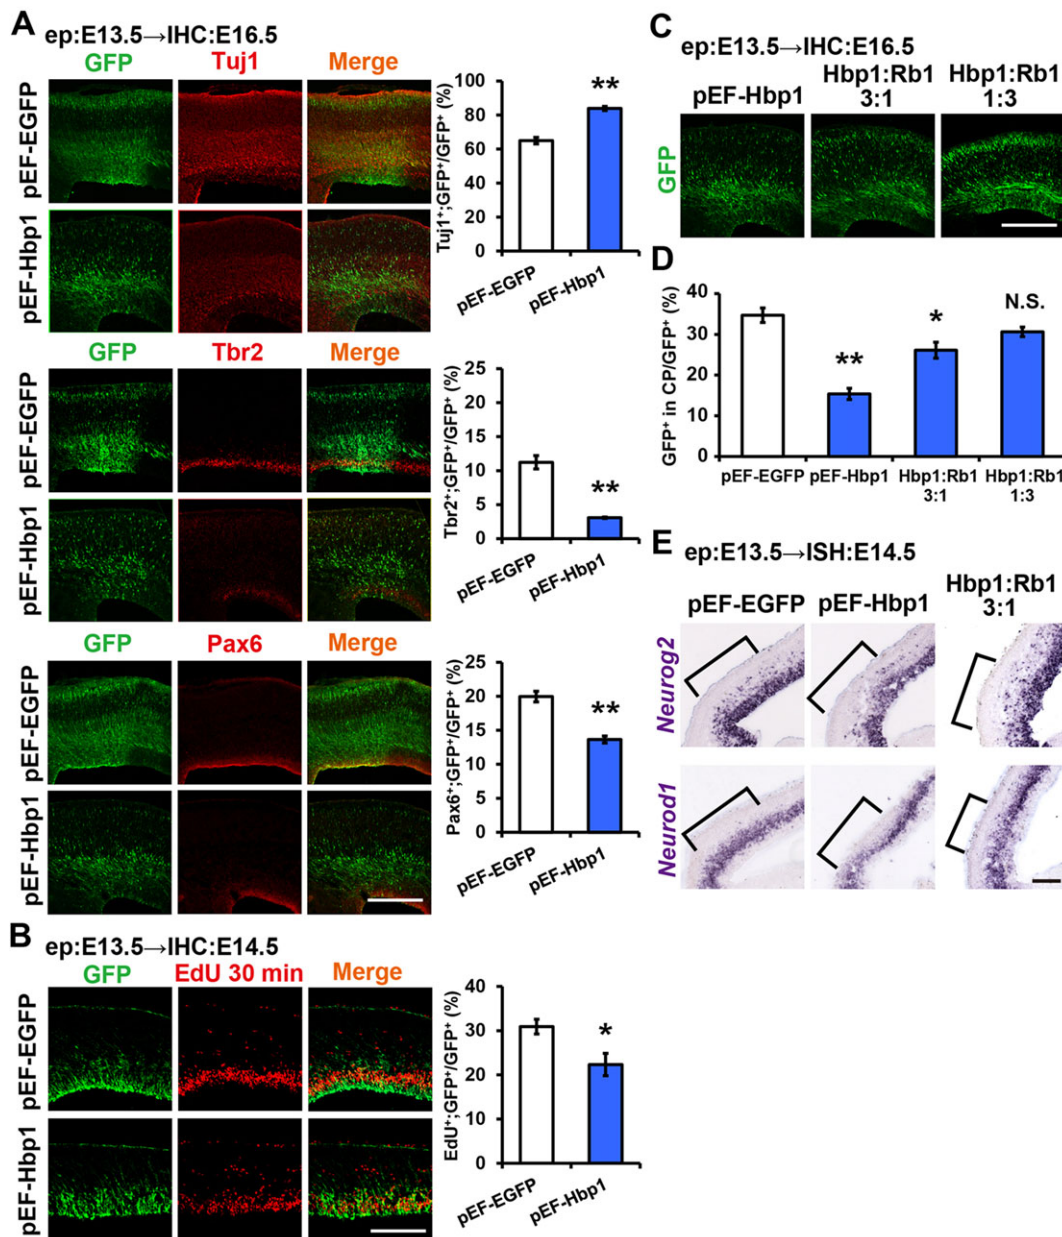 A
ep:E13.5→IHC:E16.5
GFP Tuj1 Merge
pEF-EGFP
pEF-Hbp1
Tuj1⁺;GFP⁺/GFP⁺ (%)
100
80
60
40
20
0
**
pEF-EGFP
pEF-Hbp1
GFP Tbr2 Merge
pEF-EGFP
pEF-Hbp1
Tbr2⁺;GFP⁺/GFP⁺ (%)
25
20
15
10
5
0
**
pEF-EGFP
pEF-Hbp1
GFP Pax6 Merge
pEF-EGFP
pEF-Hbp1
Pax6⁺;GFP⁺/GFP⁺ (%)
25
20
15
10
5
0
**
pEF-EGFP
pEF-Hbp1
B
ep:E13.5→IHC:E14.5
GFP EdU 30 min Merge
pEF-EGFP
pEF-Hbp1
EdU⁺;GFP⁺/GFP⁺ (%)
40
30
20
10
0
*
pEF-EGFP
pEF-Hbp1
C
ep:E13.5→IHC:E16.5
pEF-Hbp1
Hbp1:Rb1
3:1
Hbp1:Rb1
1:3
GFP
D
GFP⁺ in CP/GFP⁺ (%)
40
30
20
10
0
**
*
N.S.
pEF-EGFP
pEF-Hbp1
Hbp1:Rb1
3:1
Hbp1:Rb1
1:3
E
ep:E13.5→ISH:E14.5
pEF-EGFP
pEF-Hbp1
Hbp1:Rb1
3:1
Neurog2
Neurod1